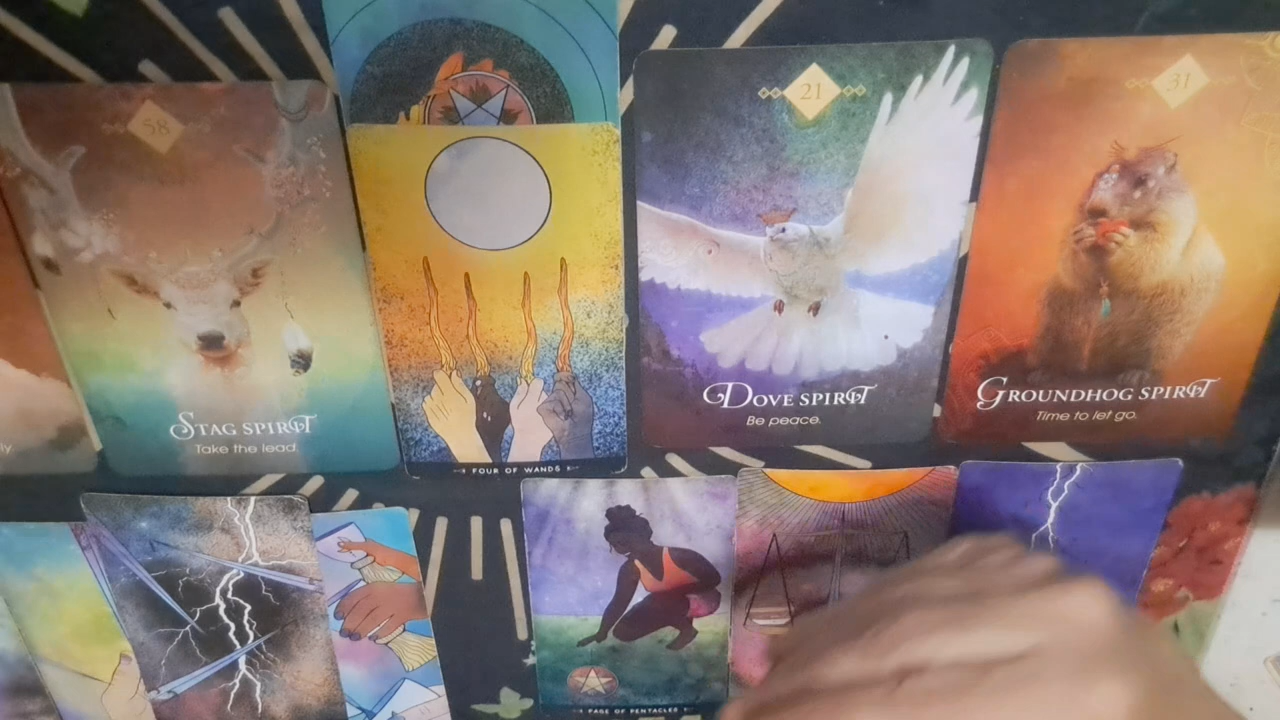 58
STAG SPIRIT
Take the lead.
ly
FOUR OF WANDS
21
DOVE SPIRIT
Be peace.
31
GROUNDHOG SPIRIT
Time to let go.
PAGE OF PENTACLES